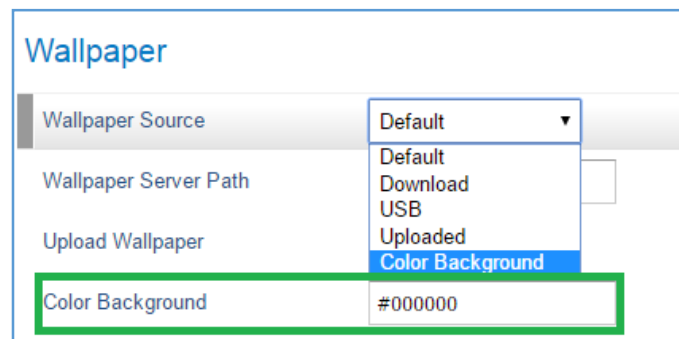 Wallpaper
Wallpaper Source Default
Default
Wallpaper Server Path Download
USB
Upload Wallpaper Uploaded
Color Background
Color Background #000000